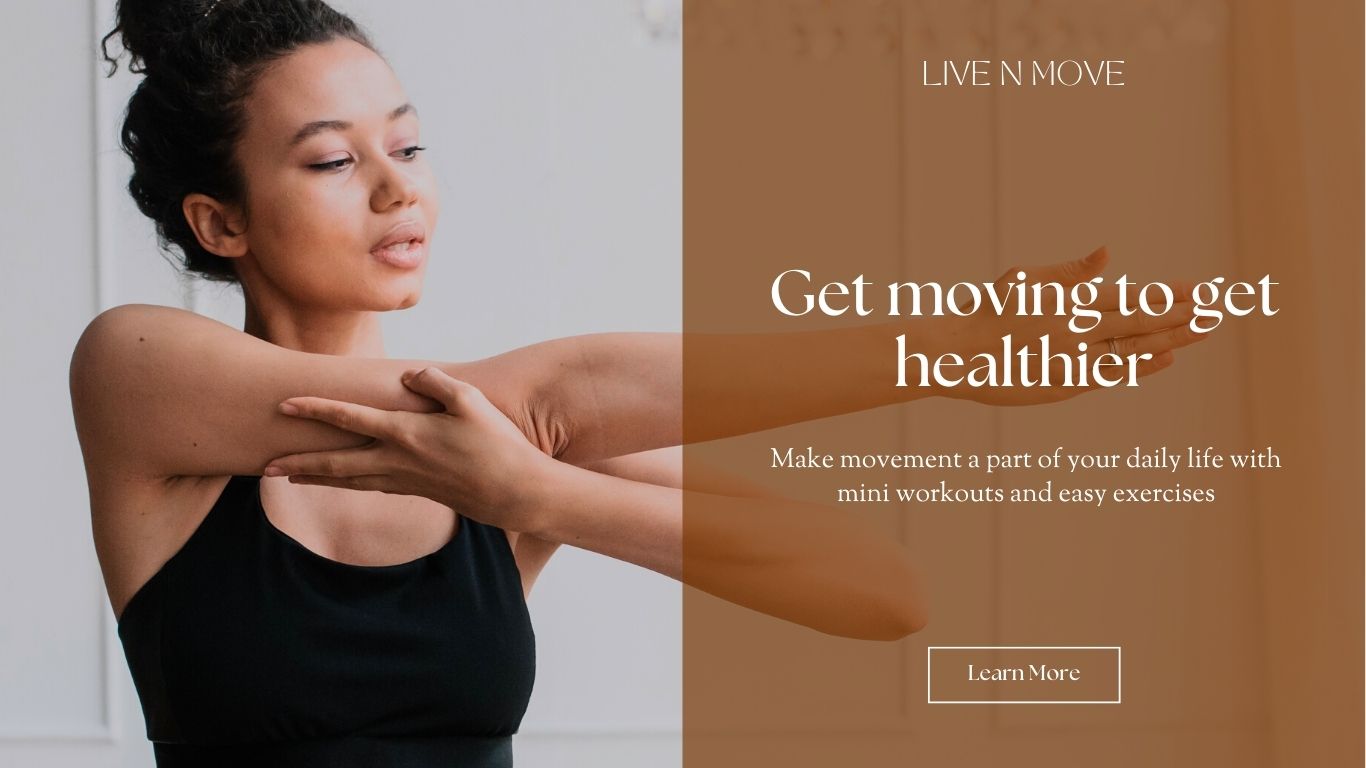 LIVE N MOVE
Get moving to get
healthier
Make movement a part of your daily life with
mini workouts and easy exercises
Learn More